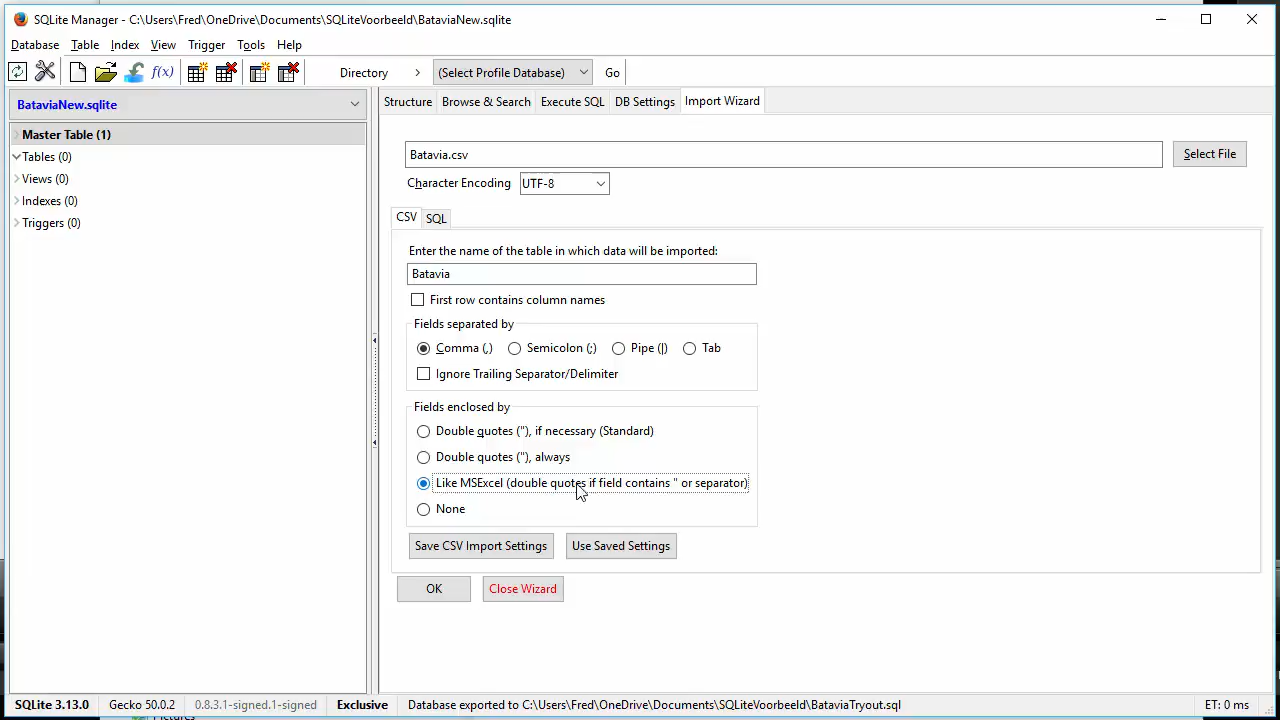 SQLite Manager - C:\Users\Fred\OneDrive\Documents\SQLiteVoorbeeld\BataviaNew.sqlite
Database Table Index View Trigger Tools Help
f(x) Directory (Select Profile Database) Go
BataviaNew.sqlite
Master Table (1)
Tables (0)
Views (0)
Indexes (0)
Triggers (0)
Structure Browse & Search Execute SQL DB Settings Import Wizard
Batavia.csv Select File
Character Encoding UTF-8
CSV SQL
Enter the name of the table in which data will be imported:
Batavia
First row contains column names
Fields separated by
Comma (,) Semicolon (;) Pipe (|) Tab
Ignore Trailing Separator/Delimiter
Fields enclosed by
Double quotes ("), if necessary (Standard)
Double quotes ("), always
Like MSExcel (double quotes if field contains " or separator)
None
Save CSV Import Settings Use Saved Settings
OK Close Wizard
SQLite 3.13.0 Gecko 50.0.2 0.8.3.1-signed.1-signed Exclusive Database exported to C:\Users\Fred\OneDrive\Documents\SQLiteVoorbeeld\BataviaTryout.sql ET: 0 ms
Pictures